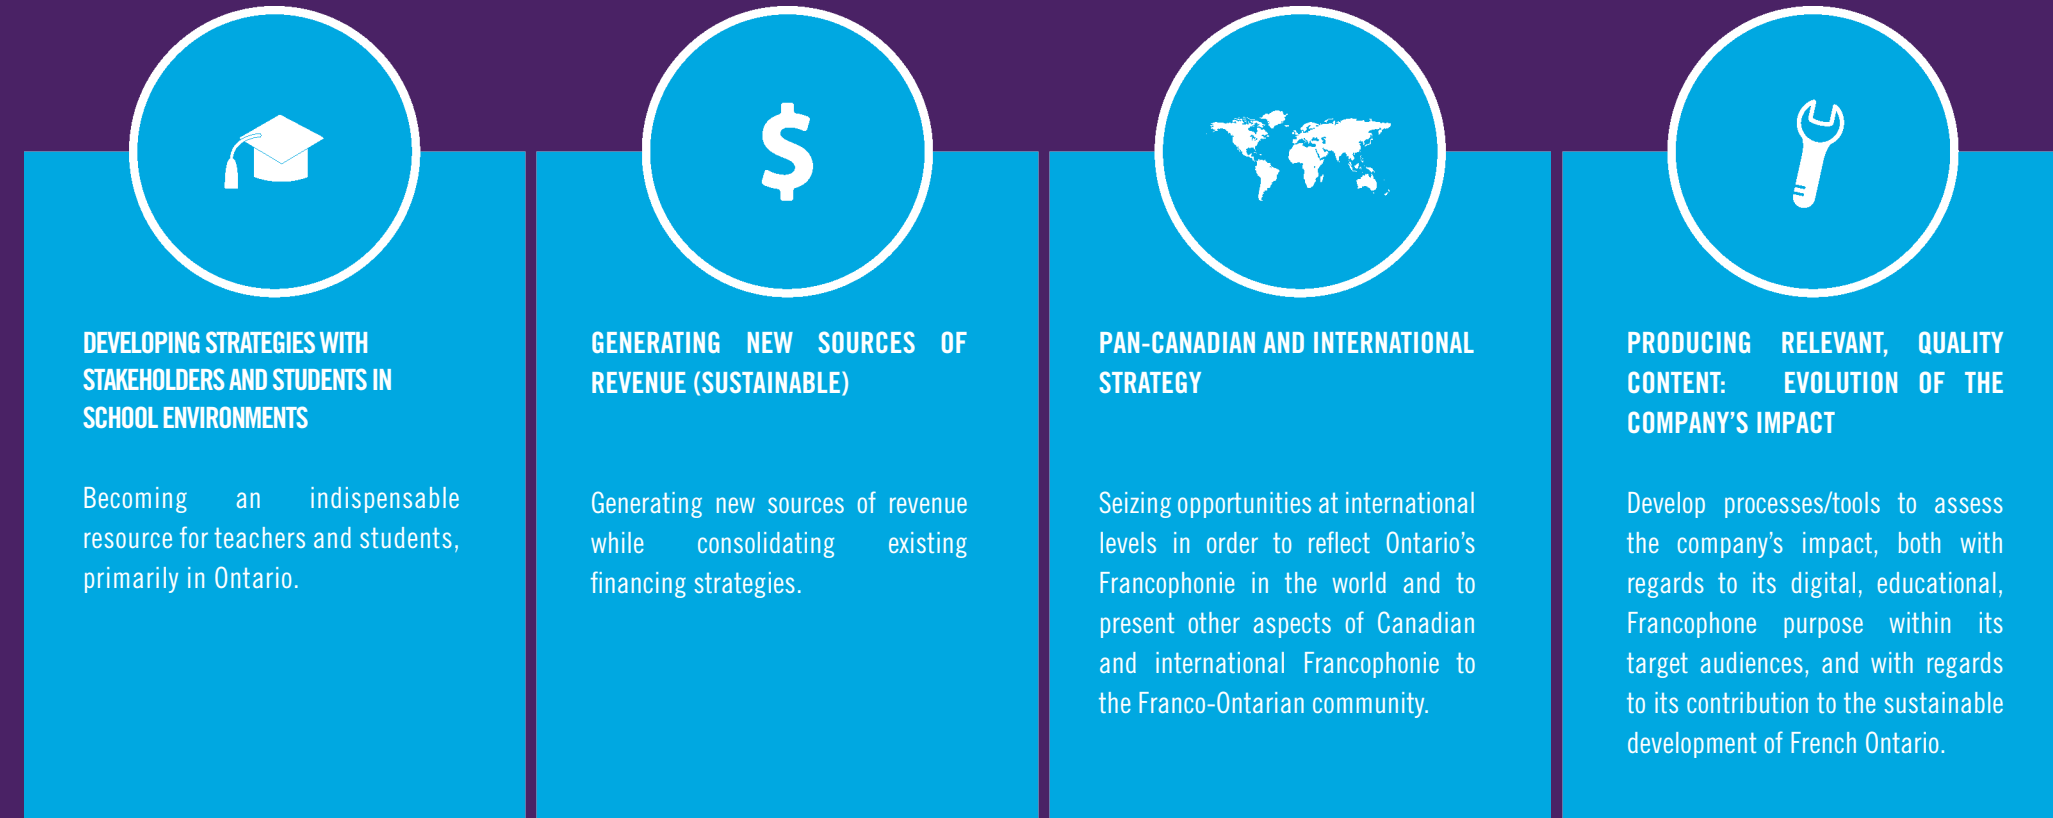 DEVELOPING STRATEGIES WITH
STAKEHOLDERS AND STUDENTS IN
SCHOOL ENVIRONMENTS
Becoming an indispensable
resource for teachers and students,
primarily in Ontario.
GENERATING NEW SOURCES OF
REVENUE (SUSTAINABLE)
Generating new sources of revenue
while consolidating existing
financing strategies.
PAN-CANADIAN AND INTERNATIONAL
STRATEGY
Seizing opportunities at international
levels in order to reflect Ontario’s
Francophonie in the world and to
present other aspects of Canadian
and international Francophonie to
the Franco-Ontarian community.
PRODUCING RELEVANT, QUALITY
CONTENT: EVOLUTION OF THE
COMPANY’S IMPACT
Develop processes/tools to assess
the company’s impact, both with
regards to its digital, educational,
Francophone purpose within its
target audiences, and with regards
to its contribution to the sustainable
development of French Ontario.